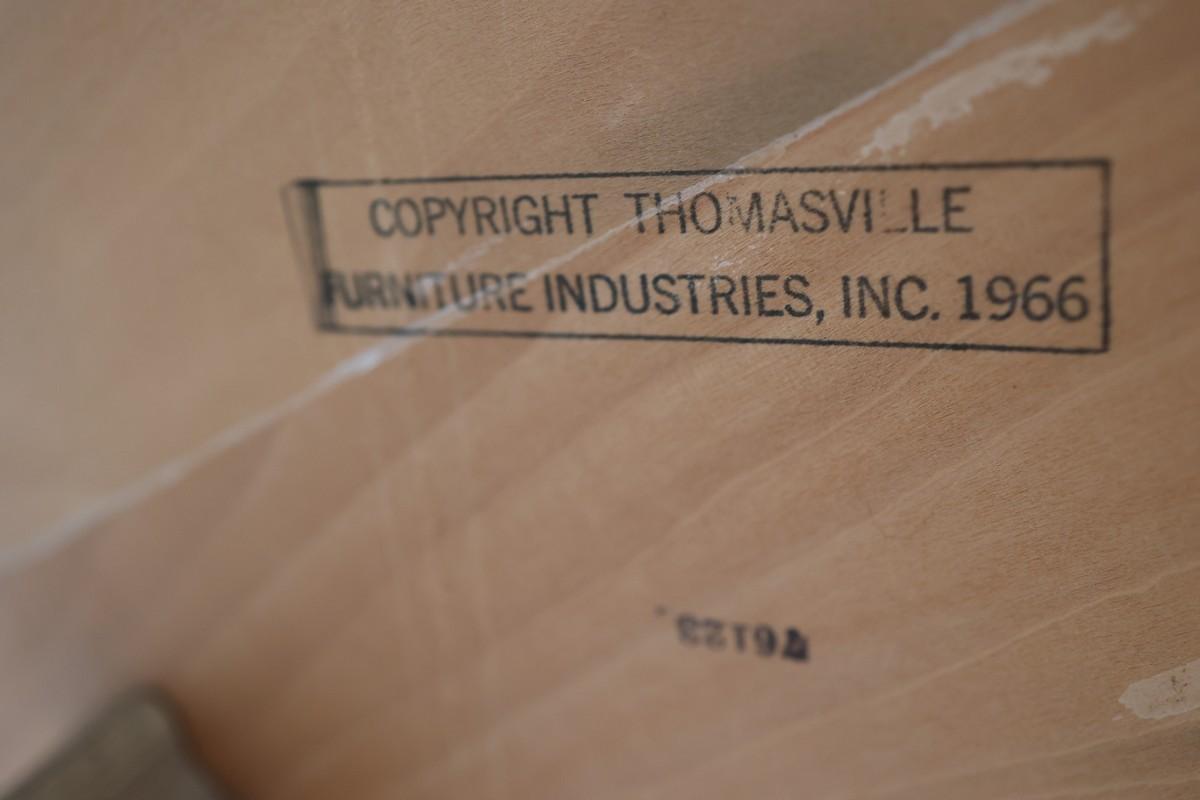 COPYRIGHT THOMASVILLE
FURNITURE INDUSTRIES, INC. 1966